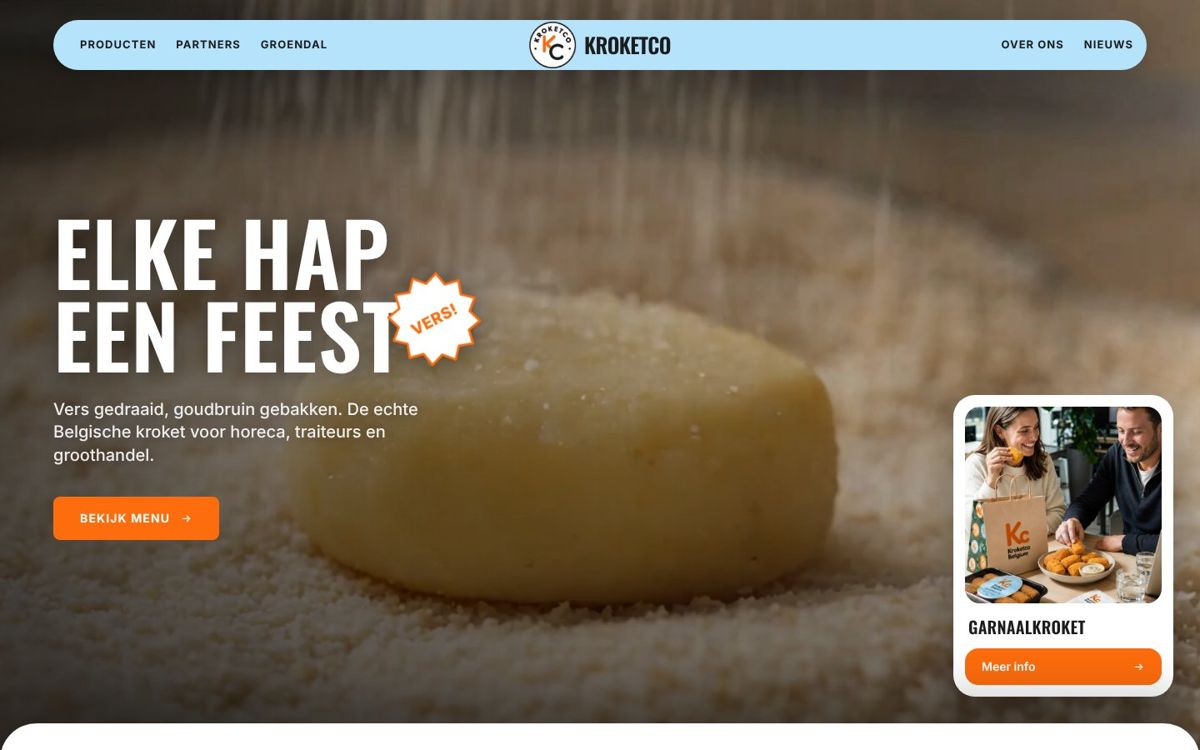 PRODUCTEN
PARTNERS
GROENDAL
KROKETCO
KC
KROKETCO
OVER ONS
NIEUWS
ELKE HAP
EEN FEEST
VERS!
Vers gedraaid, goudbruin gebakken. De echte
Belgische kroket voor horeca, traiteurs en
groothandel.
BEKIJK MENU →
Kc
Kroketco
Belgium
GARNAALKROKET
Meer info →